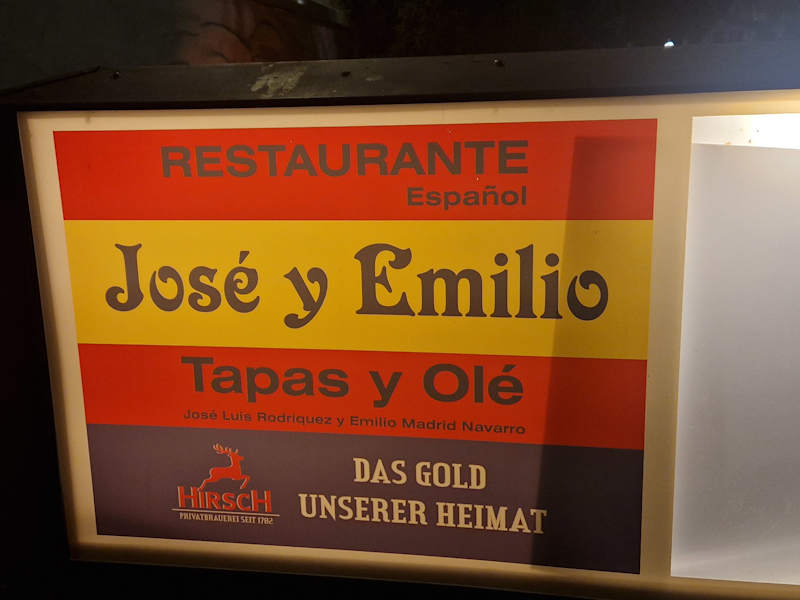 RESTAURANTE
Español
José y Emilio
Tapas y Olé
José Luis Rodriquez y Emilio Madrid Navarro
HIRSCH
PRIVATBRAUEREI SEIT 1782
DAS GOLD
UNSERER HEIMAT